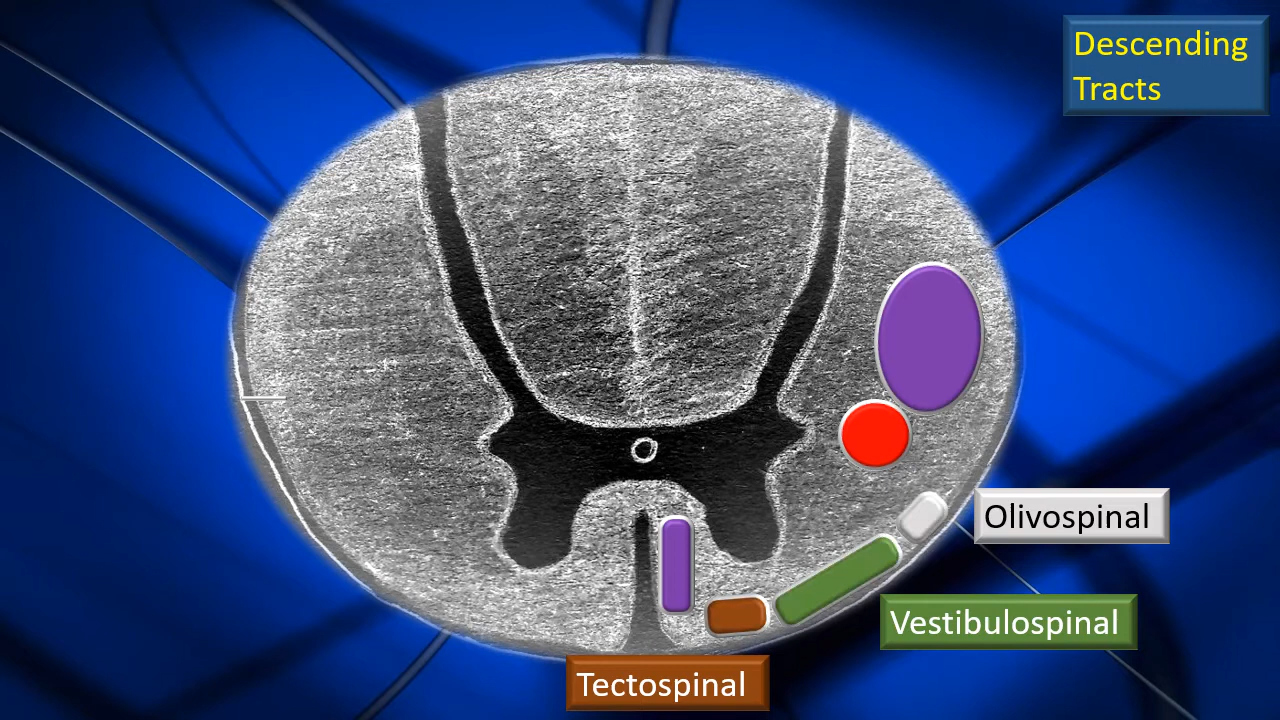 Descending
Tracts
Olivospinal
Vestibulospinal
Tectospinal